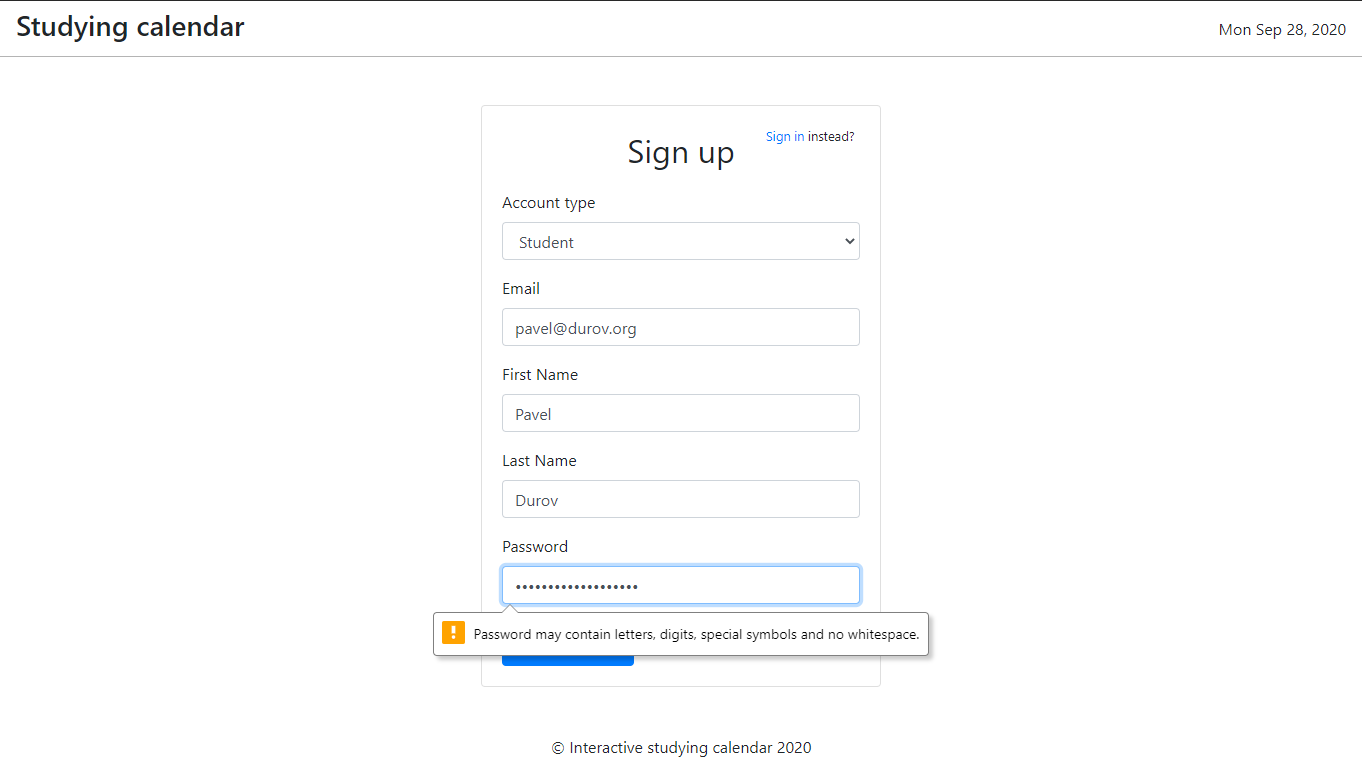 Studying calendar
Mon Sep 28, 2020
Sign in instead?
Sign up
Account type
Student
Email
pavel@durov.org
First Name
Pavel
Last Name
Durov
Password
•••••••••••••••••••
Password may contain letters, digits, special symbols and no whitespace.
© Interactive studying calendar 2020